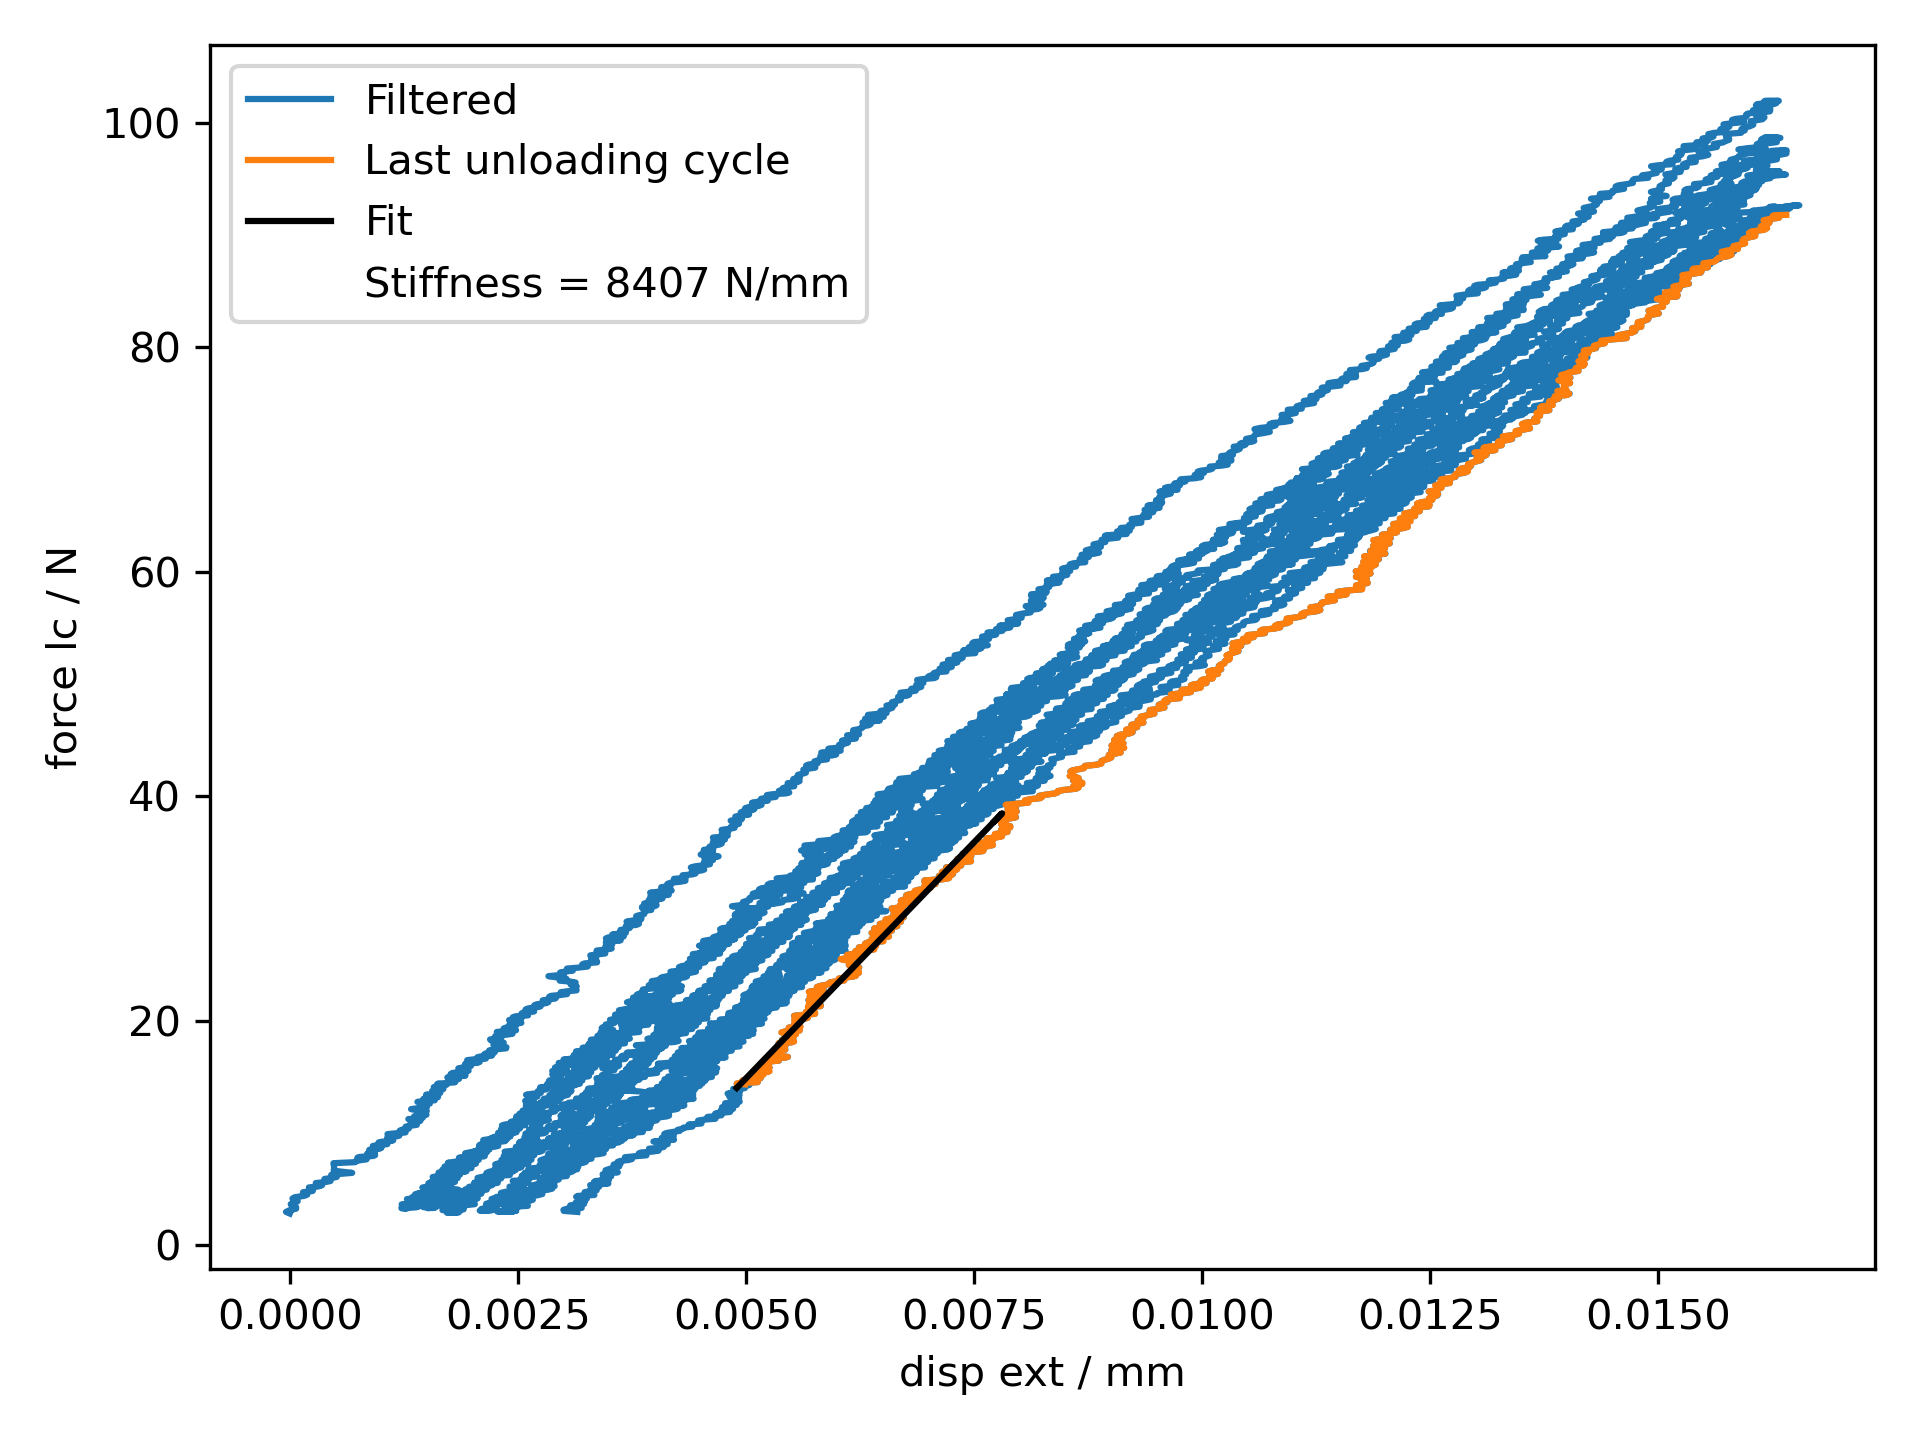 Filtered
Last unloading cycle
Fit
Stiffness = 8407 N/mm
100
80
60
40
20
0
force lc / N
0.0000 0.0025 0.0050 0.0075 0.0100 0.0125 0.0150
disp ext / mm